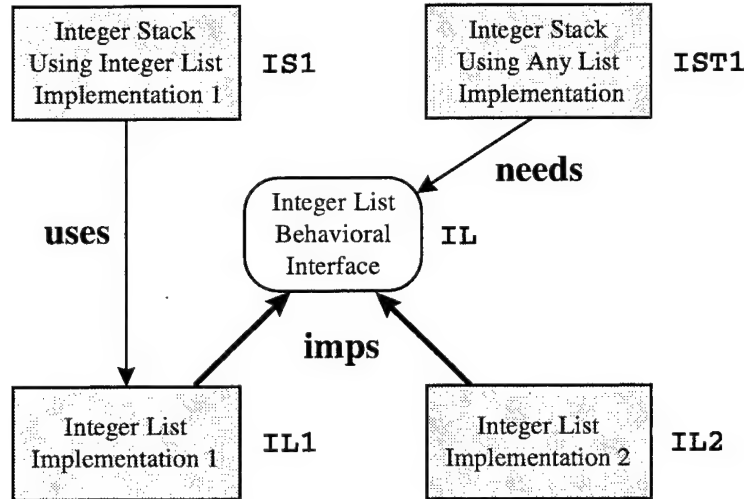 Integer Stack
Using Integer List
Implementation 1
IS1
Integer Stack
Using Any List
Implementation
IST1
needs
uses
Integer List
Behavioral
Interface
IL
imps
Integer List
Implementation 1
IL1
Integer List
Implementation 2
IL2